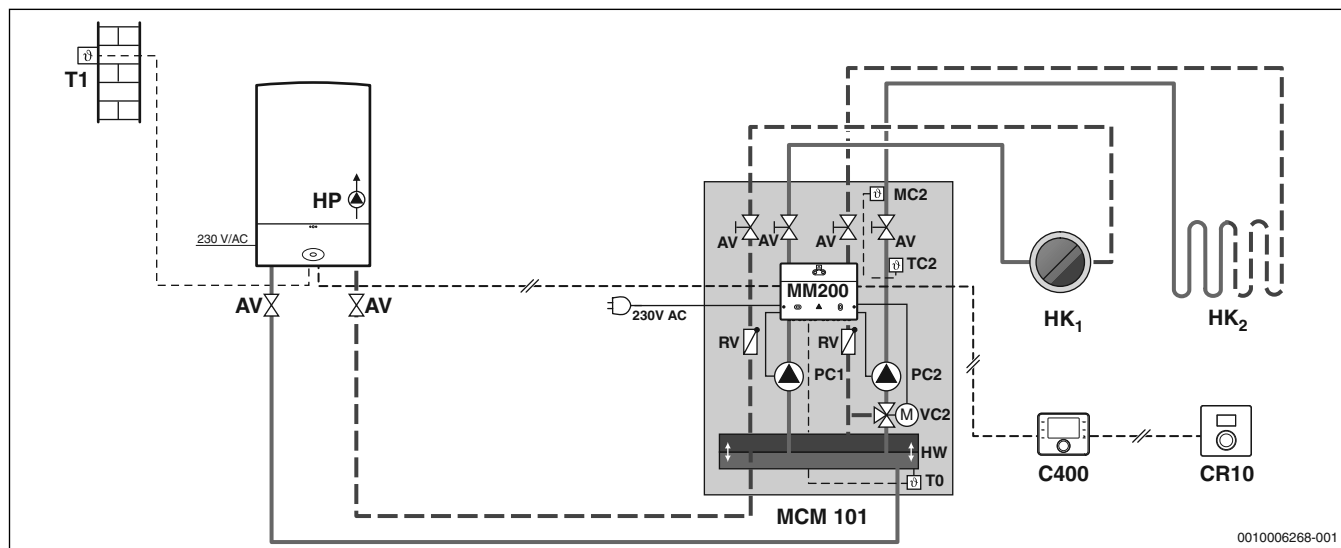 ϑ
T1
HP
230 V/AC
AV
AV
230V AC
ϑ
MC2
AV
AV
AV
AV
ϑ
TC2
MM200
RV
RV
PC1
PC2
M
VC2
HW
ϑ
T0
MCM 101
HK1
HK2
C400
CR10
0010006268-001